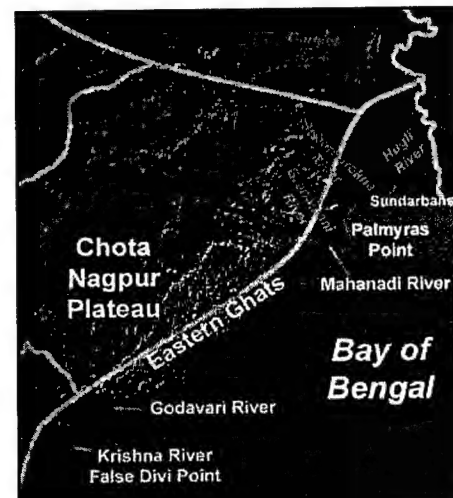 Ganges
Hugli
River
Sundarbans
Palmyras
Point
Mahanadi River
Chota
Nagpur
Plateau
Eastern Ghats
Bay of
Bengal
Godavari River
Krishna River
False Divi Point